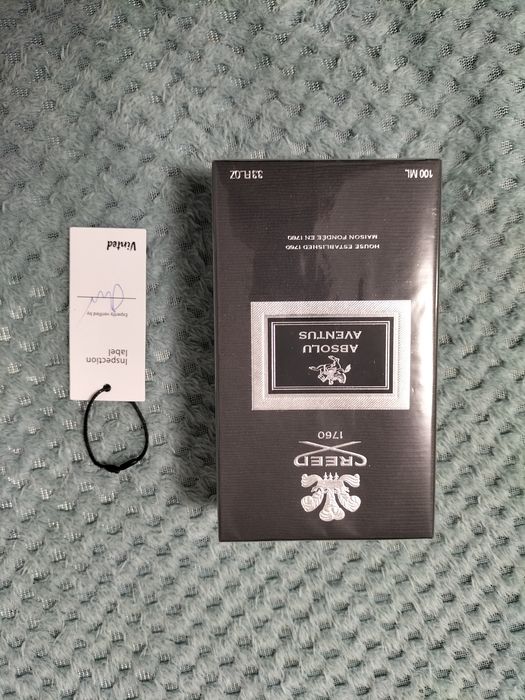 Inspection
label
Expertly verified by
Vinted
CREED
1760
ABSOLU
AVENTUS
HOUSE ESTABLISHED 1760
MAISON FONDÉE EN 1760
100 ML
3.3 FL.OZ